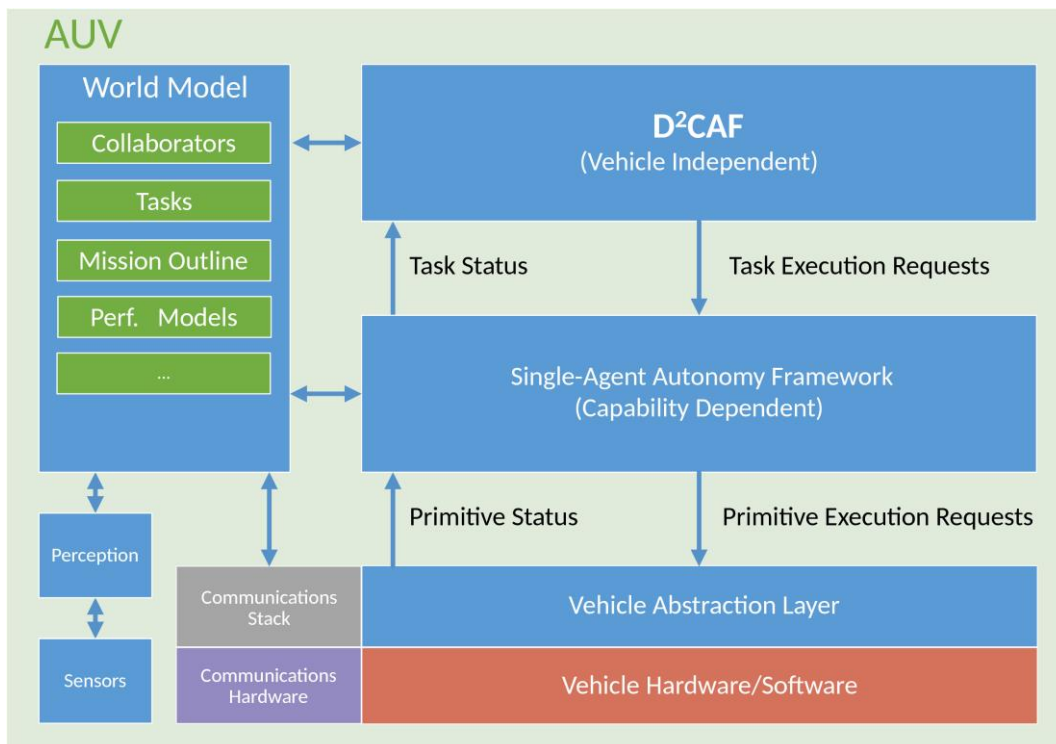 AUV
World Model
Collaborators
Tasks
Mission Outline
Perf. Models
...
D²CAF
(Vehicle Independent)
Task Status
Task Execution Requests
Single-Agent Autonomy Framework
(Capability Dependent)
Primitive Status
Primitive Execution Requests
Perception
Sensors
Communications
Stack
Vehicle Abstraction Layer
Communications
Hardware
Vehicle Hardware/Software